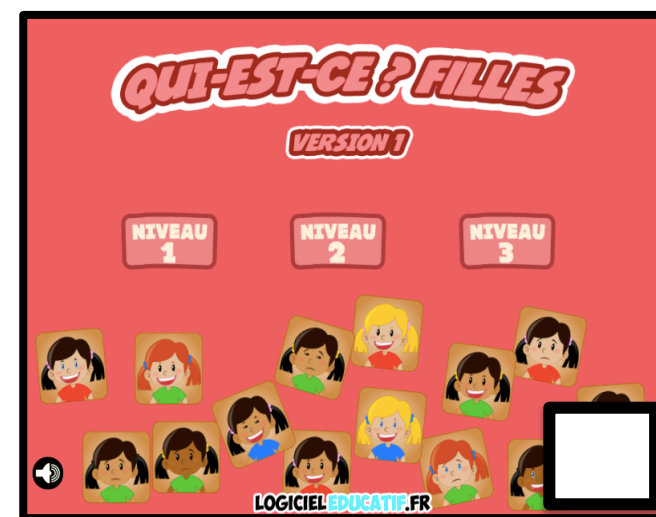 QUI-EST-CE ? FILLES
VERSION 1
NIVEAU
1
NIVEAU
2
NIVEAU
3
LOGICIELEDUCATIF.FR